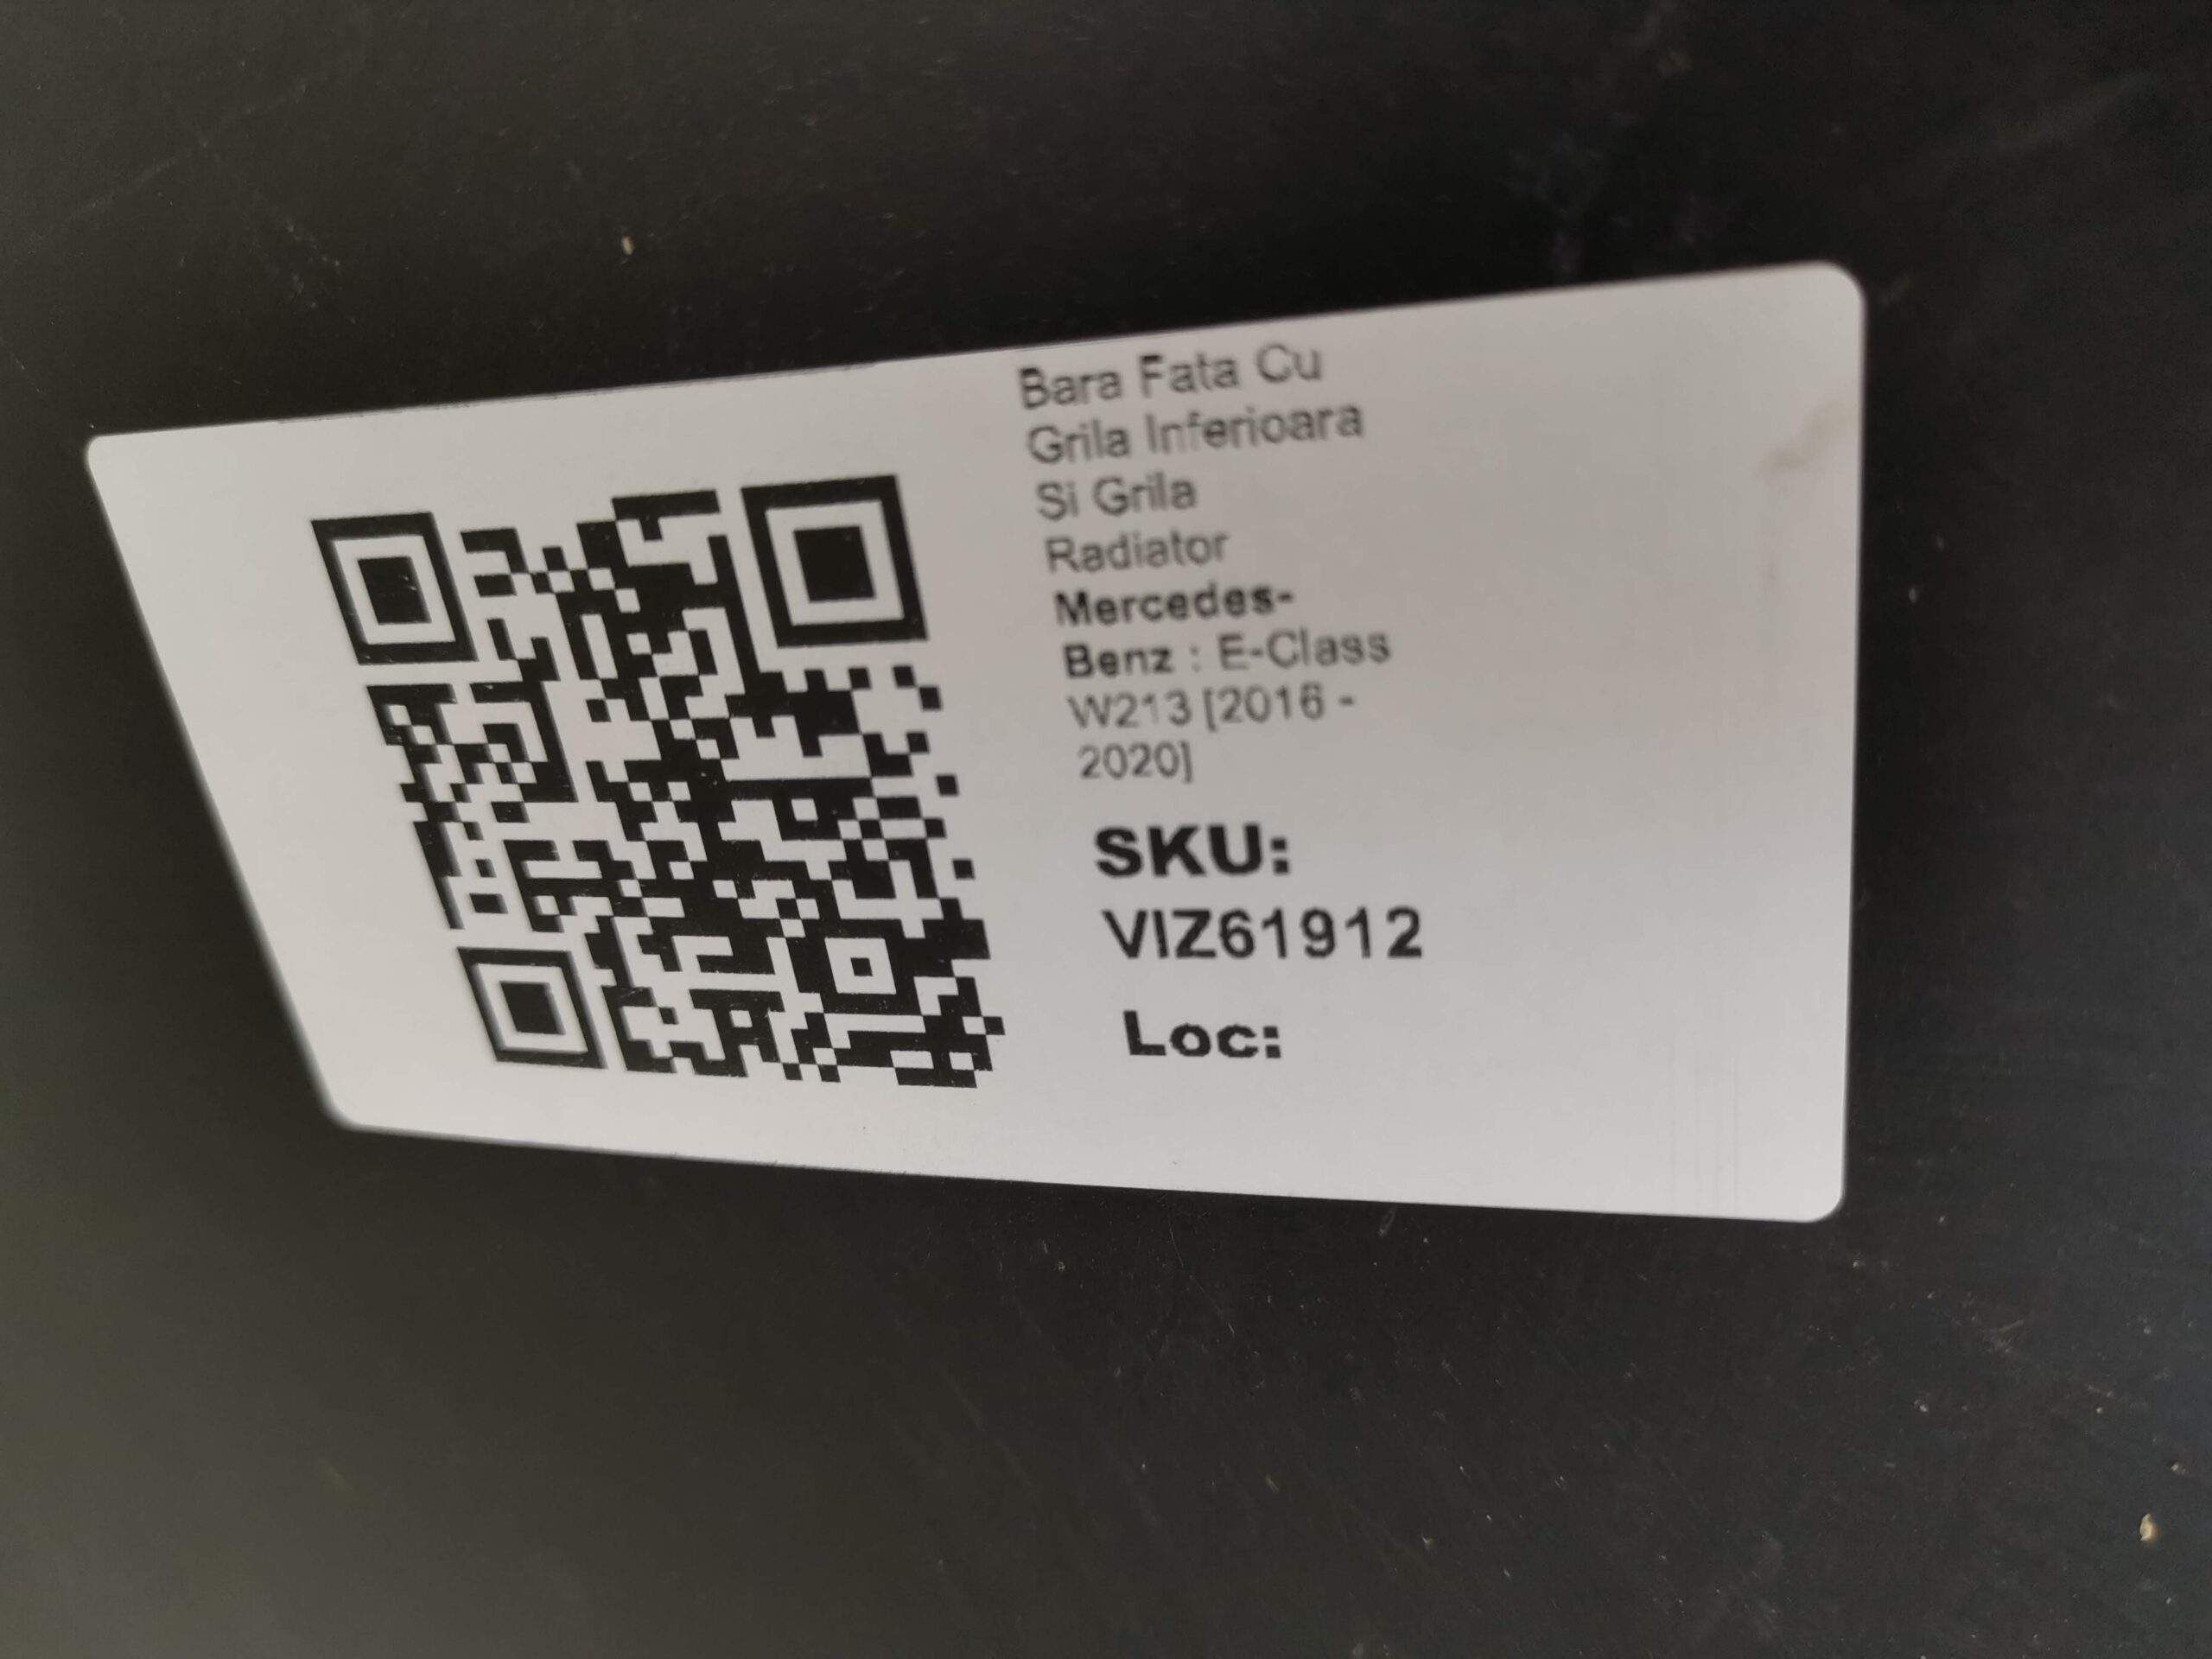 Bara Fata Cu
Grila Inferioara
Si Grila
Radiator
Mercedes-
Benz : E-Class
W213 [2016 -
2020]
SKU:
VIZ61912
Loc: